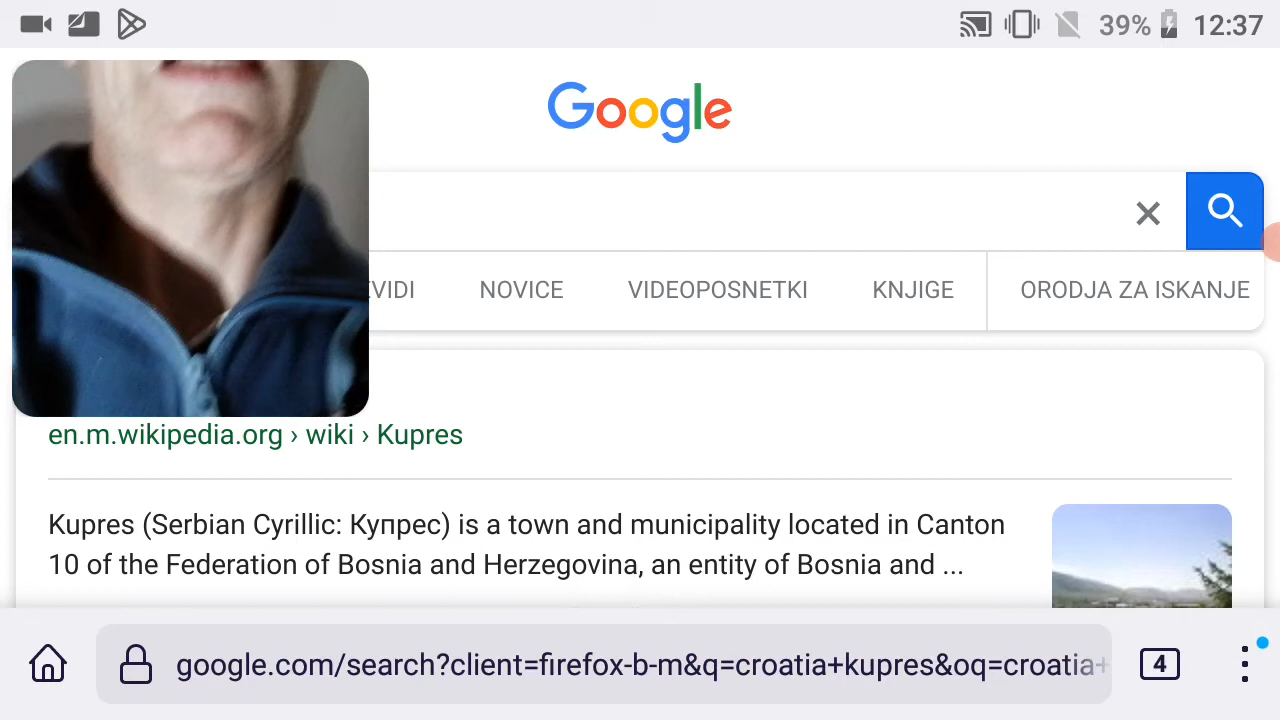 39% 12:37
Google
NOVICE VIDEOPOSNETKI KNJIGE ORODJA ZA ISKANJE
en.m.wikipedia.org › wiki › Kupres
Kupres (Serbian Cyrillic: Купрес) is a town and municipality located in Canton
10 of the Federation of Bosnia and Herzegovina, an entity of Bosnia and ...
google.com/search?client=firefox-b-m&q=croatia+kupres&oq=croatia+ 4